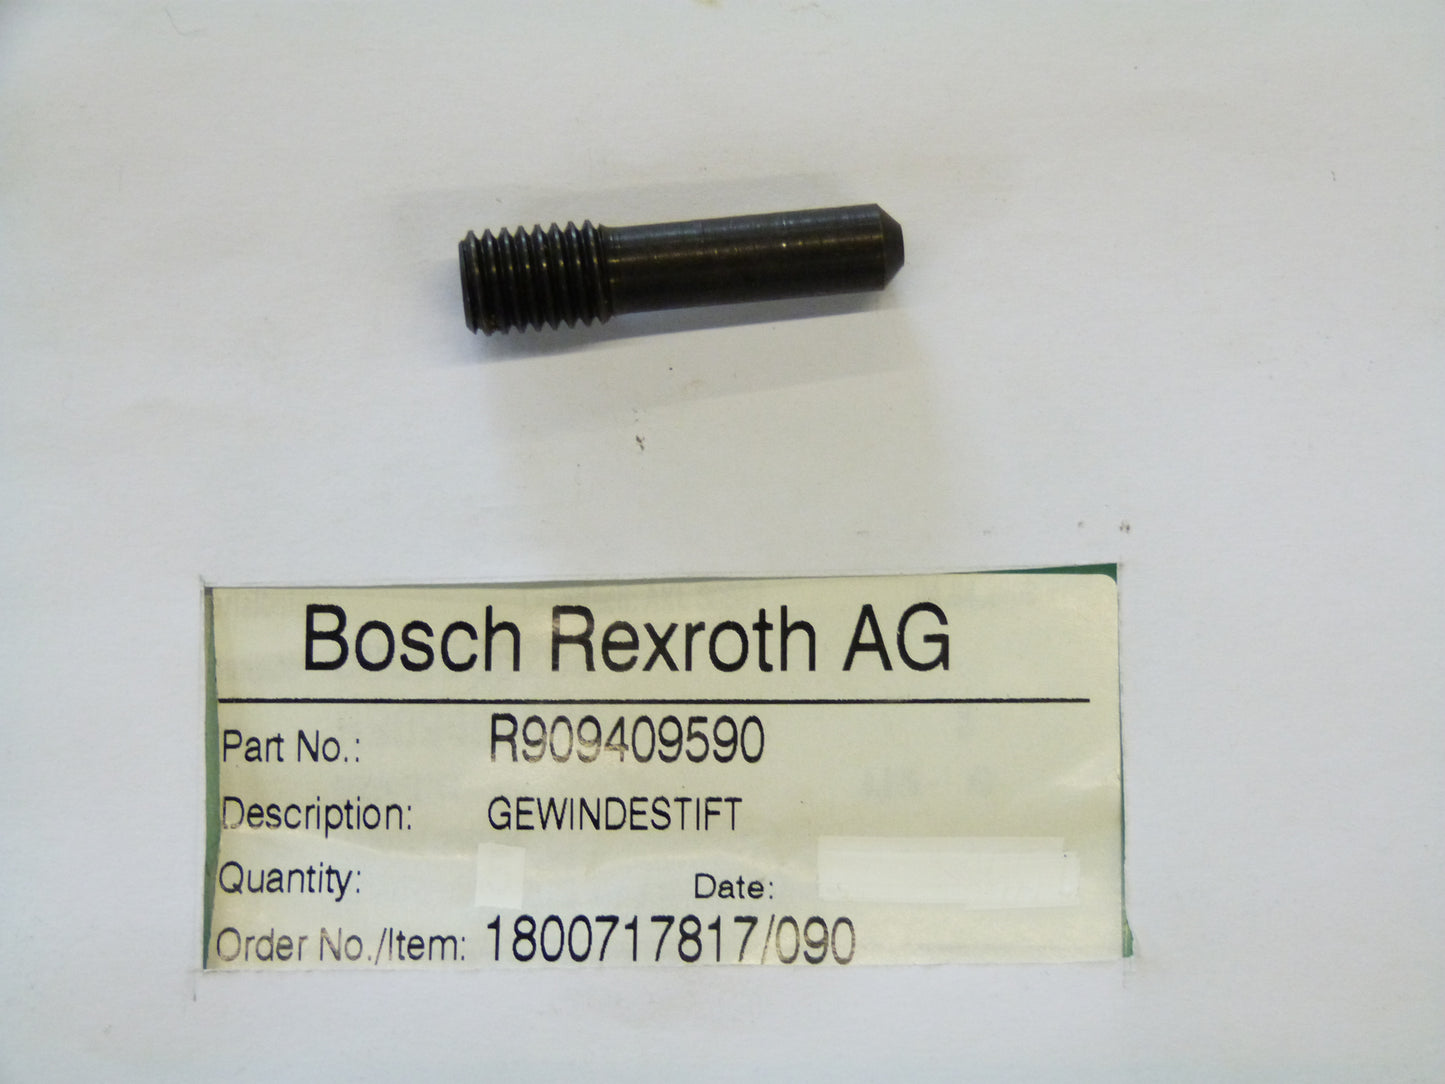 Bosch Rexroth AG
Part No.: R909409590
Description: GEWINDESTIFT
Quantity: Date:
Order No./Item: 1800717817/090